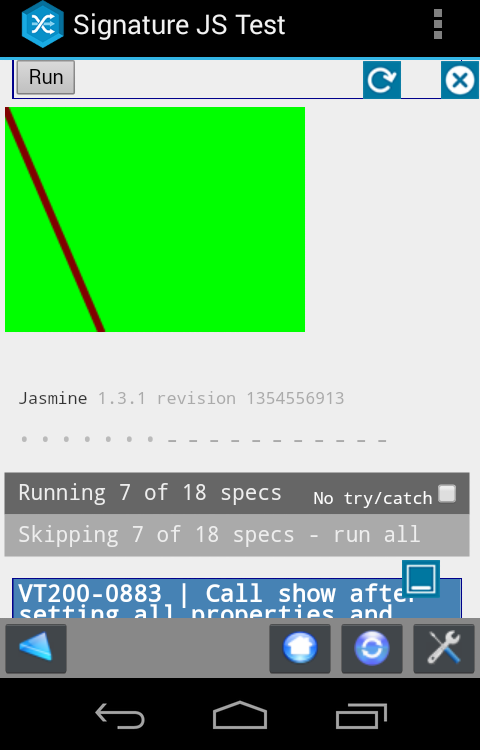 Signature JS Test
Run
Jasmine 1.3.1 revision 1354556913
Running 7 of 18 specs No try/catch
Skipping 7 of 18 specs - run all
VT200-0883 | Call show after
setting all properties and